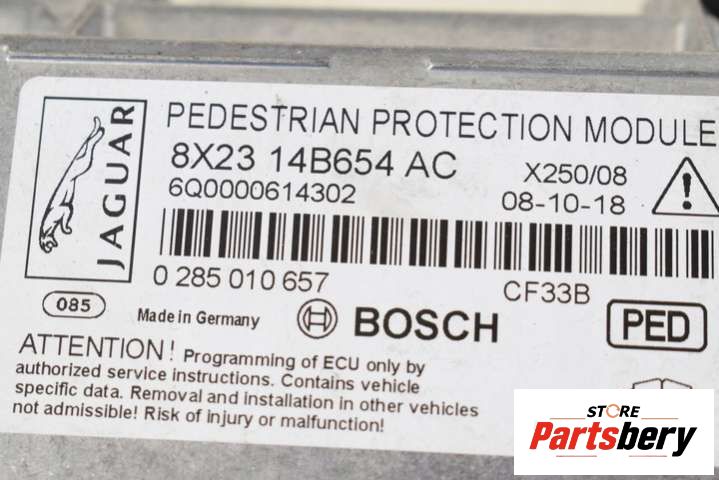 JAGUAR
PEDESTRIAN PROTECTION MODULE
8X23 14B654 AC
X250/08
6Q0000614302
08-10-18
0 285 010 657
CF33B
085
Made in Germany
BOSCH
PED
ATTENTION! Programming of ECU only by
authorized service instructions. Contains vehicle
specific data. Removal and installation in other vehicles
not admissible! Risk of Injury or malfunction!
STORE
Partsbery